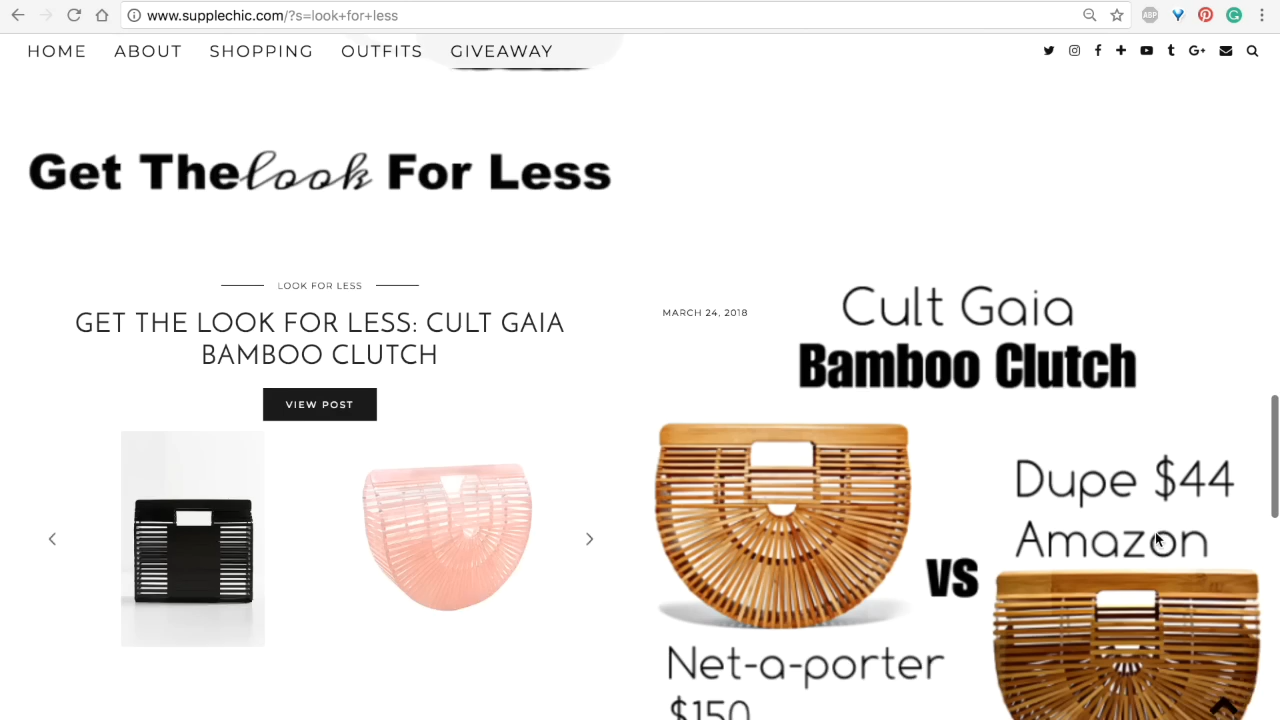 www.supplechic.com/?s=look+for+less
ABP
HOME ABOUT SHOPPING OUTFITS GIVEAWAY
Get The look For Less
LOOK FOR LESS
GET THE LOOK FOR LESS: CULT GAIA
BAMBOO CLUTCH
VIEW POST
MARCH 24, 2018
Cult Gaia
Bamboo Clutch
Dupe $44
Amazon
VS
Net-a-porter
$150